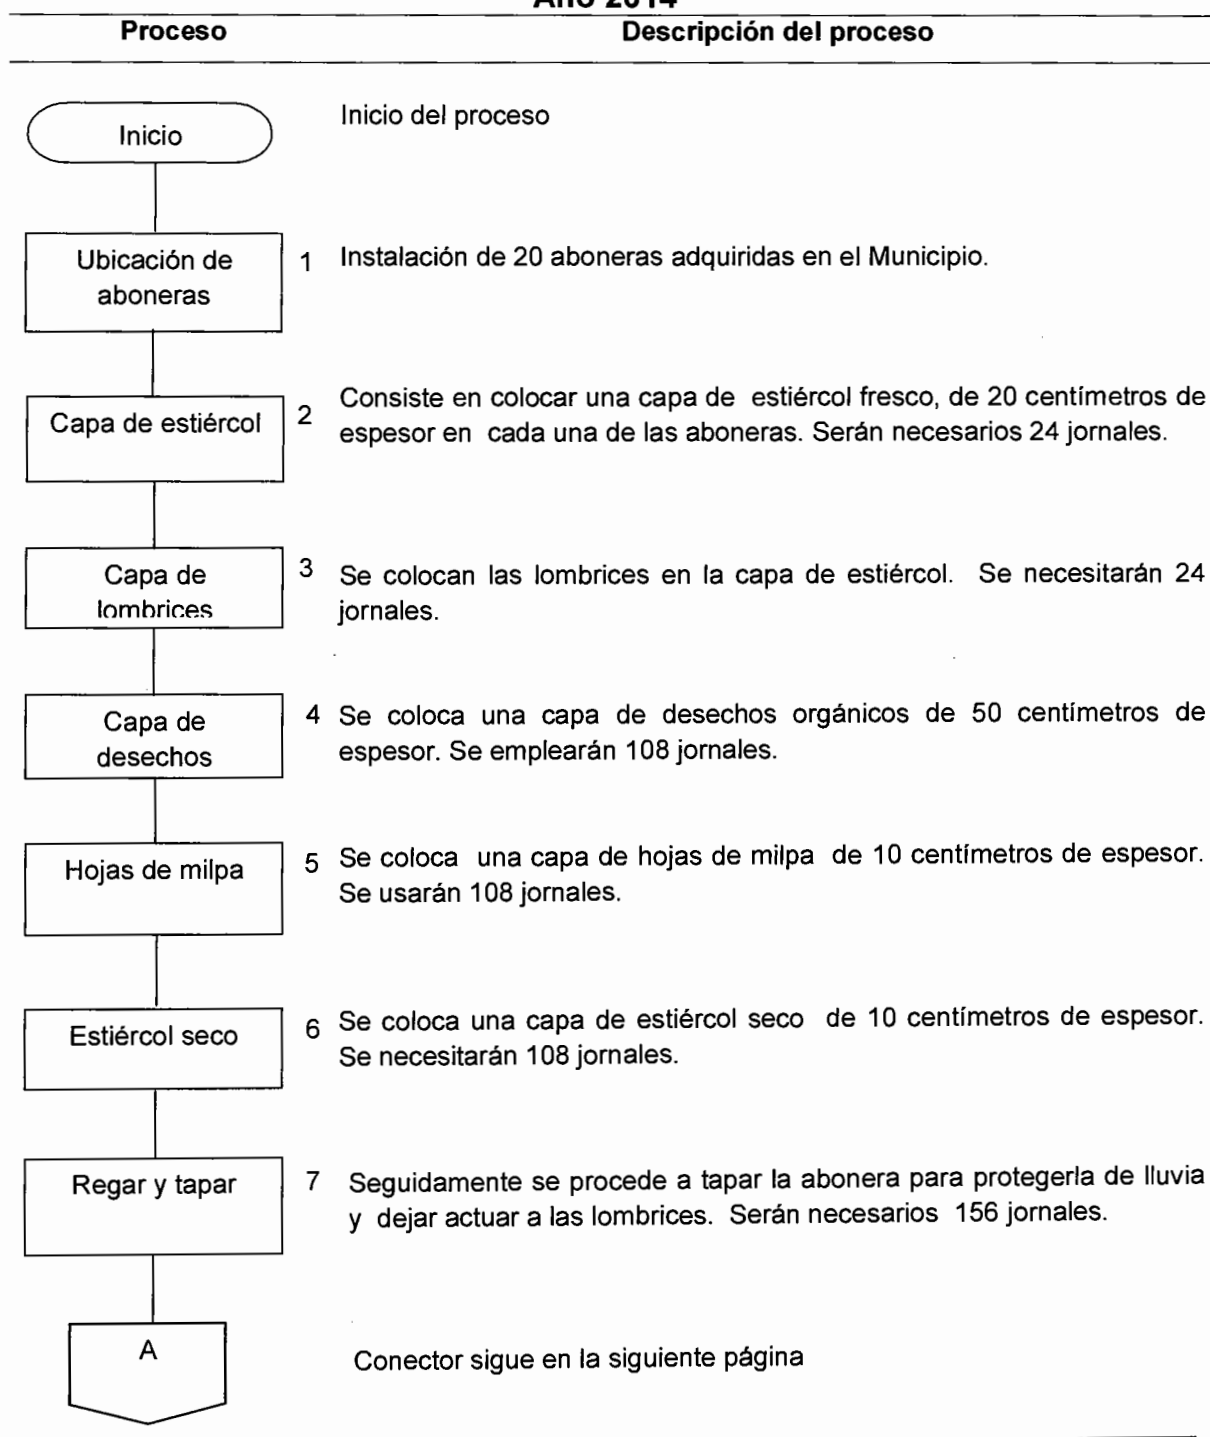 Año 2014
Proceso Descripción del proceso
Inicio Inicio del proceso
Ubicación de
aboneras
1 Instalación de 20 aboneras adquiridas en el Municipio.
Capa de estiércol
2 Consiste en colocar una capa de estiércol fresco, de 20 centímetros de
espesor en cada una de las aboneras. Serán necesarios 24 jornales.
Capa de
lombrices
3 Se colocan las lombrices en la capa de estiércol. Se necesitarán 24
jornales.
Capa de
desechos
4 Se coloca una capa de desechos orgánicos de 50 centímetros de
espesor. Se emplearán 108 jornales.
Hojas de milpa
5 Se coloca una capa de hojas de milpa de 10 centímetros de espesor.
Se usarán 108 jornales.
Estiércol seco
6 Se coloca una capa de estiércol seco de 10 centímetros de espesor.
Se necesitarán 108 jornales.
Regar y tapar
7 Seguidamente se procede a tapar la abonera para protegerla de lluvia
y dejar actuar a las lombrices. Serán necesarios 156 jornales.
A
Conector sigue en la siguiente página